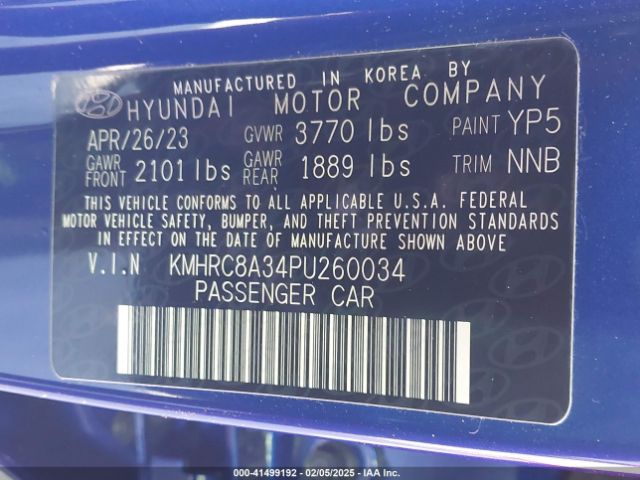 MANUFACTURED IN KOREA BY
HYUNDAI MOTOR COMPANY
APR/26/23 GVWR 3770 lbs PAINT YP5
GAWR FRONT 2101 lbs GAWR REAR 1889 lbs TRIM NNB
THIS VEHICLE CONFORMS TO ALL APPLICABLE U.S.A. FEDERAL
MOTOR VEHICLE SAFETY, BUMPER, AND THEFT PREVENTION STANDARDS
IN EFFECT ON THE DATE OF MANUFACTURE SHOWN ABOVE
V.I.N KMHRC8A34PU260034
PASSENGER CAR
000-41499192 - 02/05/2025 - IAA Inc.